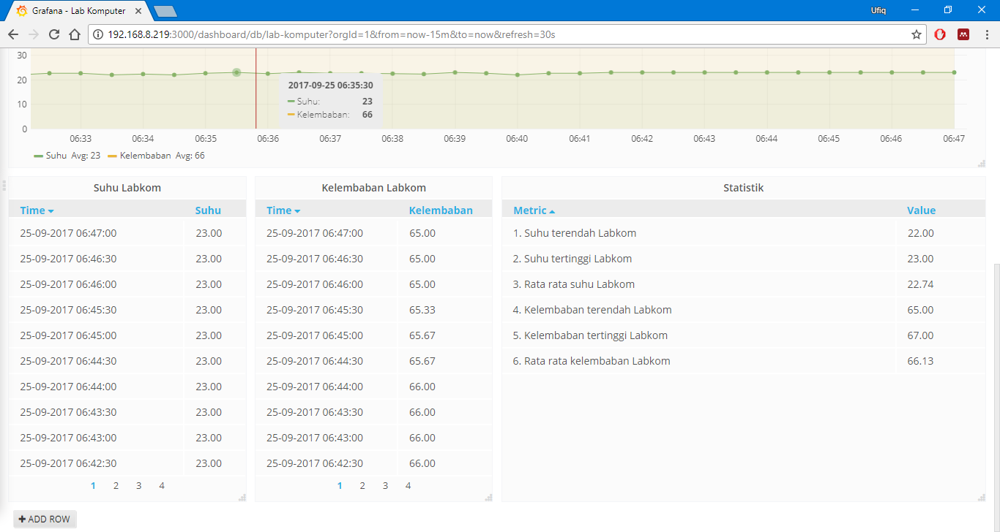 Grafana - Lab Komputer
Ufiq
192.168.8.219:3000/dashboard/db/lab-komputer?orgId=1&from=now-15m&to=now&refresh=30s
30
20
10
0
2017-09-25 06:35:30
Suhu: 23
Kelembaban: 66
06:33 06:34 06:35 06:36 06:37 06:38 06:39 06:40 06:41 06:42 06:43 06:44 06:45 06:46 06:47
Suhu Avg: 23 Kelembaban Avg: 66
Suhu Labkom
Time Suhu
25-09-2017 06:47:00 23.00
25-09-2017 06:46:30 23.00
25-09-2017 06:46:00 23.00
25-09-2017 06:45:30 23.00
25-09-2017 06:45:00 23.00
25-09-2017 06:44:30 23.00
25-09-2017 06:44:00 23.00
25-09-2017 06:43:30 23.00
25-09-2017 06:43:00 23.00
25-09-2017 06:42:30 23.00
1 2 3 4
Kelembaban Labkom
Time Kelembaban
25-09-2017 06:47:00 65.00
25-09-2017 06:46:30 65.00
25-09-2017 06:46:00 65.00
25-09-2017 06:45:30 65.33
25-09-2017 06:45:00 65.67
25-09-2017 06:44:30 65.67
25-09-2017 06:44:00 66.00
25-09-2017 06:43:30 66.00
25-09-2017 06:43:00 66.00
25-09-2017 06:42:30 66.00
1 2 3 4
Statistik
Metric Value
1. Suhu terendah Labkom 22.00
2. Suhu tertinggi Labkom 23.00
3. Rata rata suhu Labkom 22.74
4. Kelembaban terendah Labkom 65.00
5. Kelembaban tertinggi Labkom 67.00
6. Rata rata kelembaban Labkom 66.13
+ ADD ROW